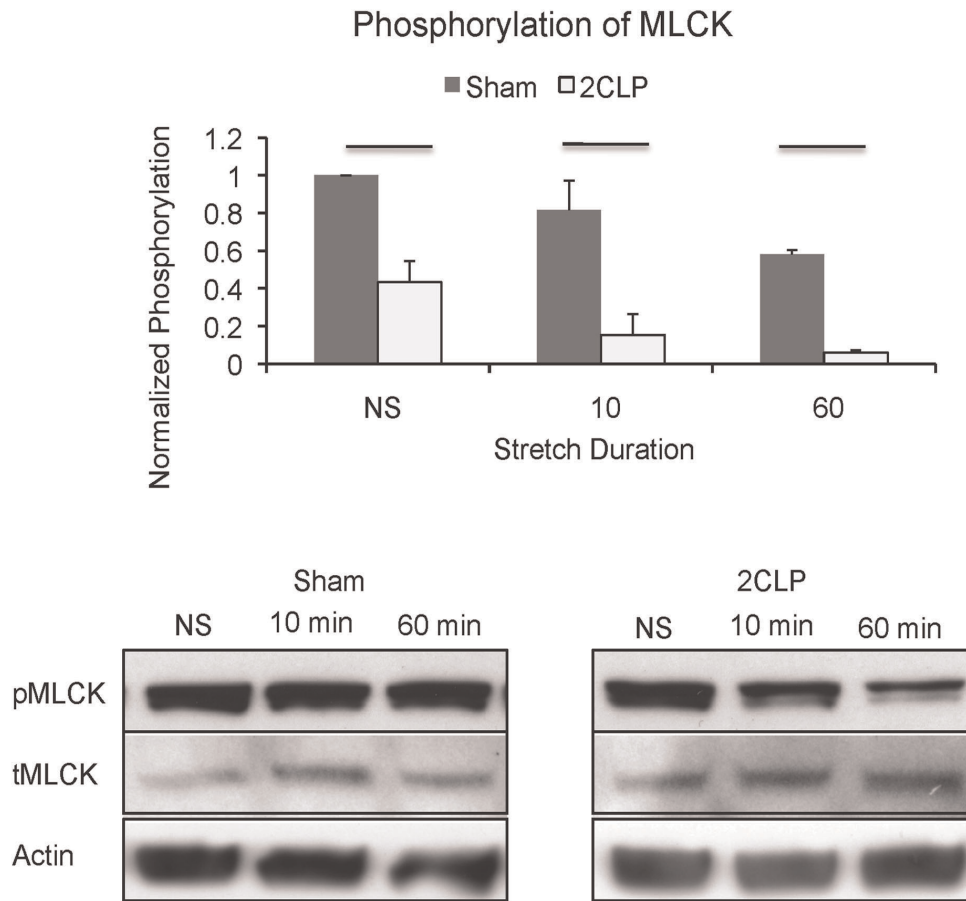 Phosphorylation of MLCK
Sham 2CLP
Normalized Phosphorylation
1.2
1
0.8
0.6
0.4
0.2
0
NS 10 60
Stretch Duration
Sham 2CLP
NS 10 min 60 min NS 10 min 60 min
pMLCK
tMLCK
Actin